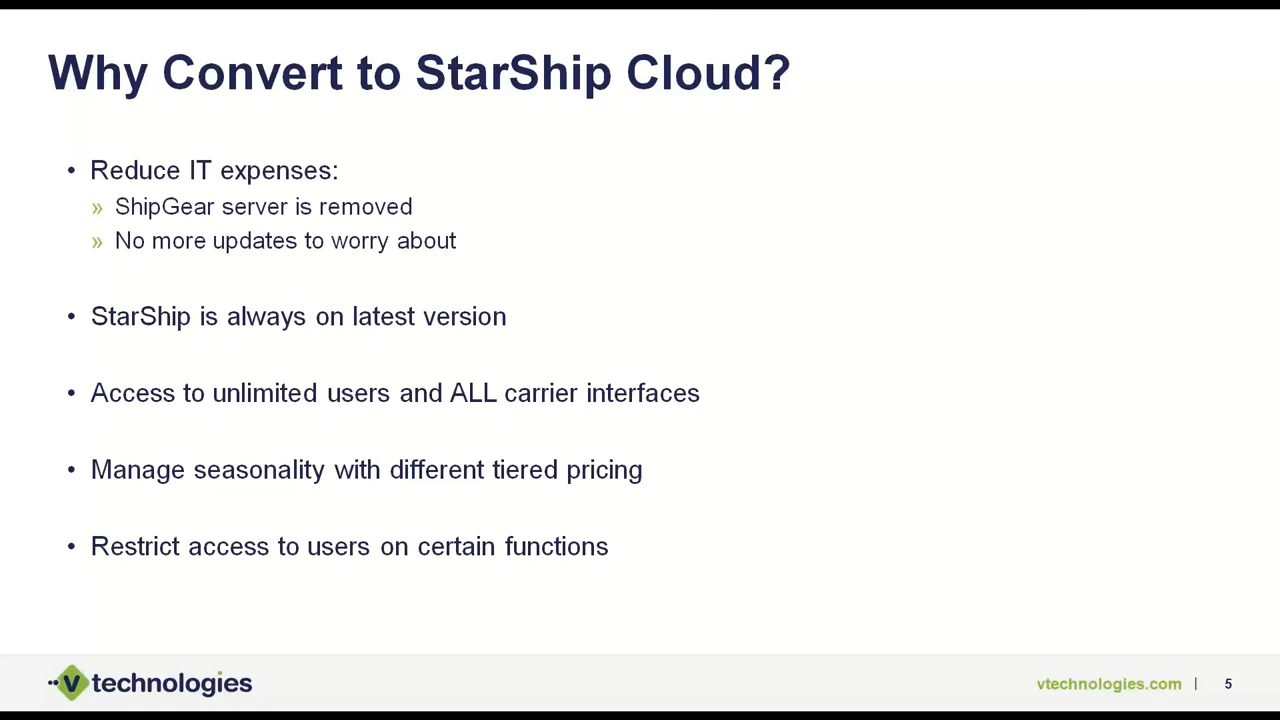 Why Convert to StarShip Cloud?
• Reduce IT expenses:
» ShipGear server is removed
» No more updates to worry about
• StarShip is always on latest version
• Access to unlimited users and ALL carrier interfaces
• Manage seasonality with different tiered pricing
• Restrict access to users on certain functions
V technologies
vtechnologies.com | 5